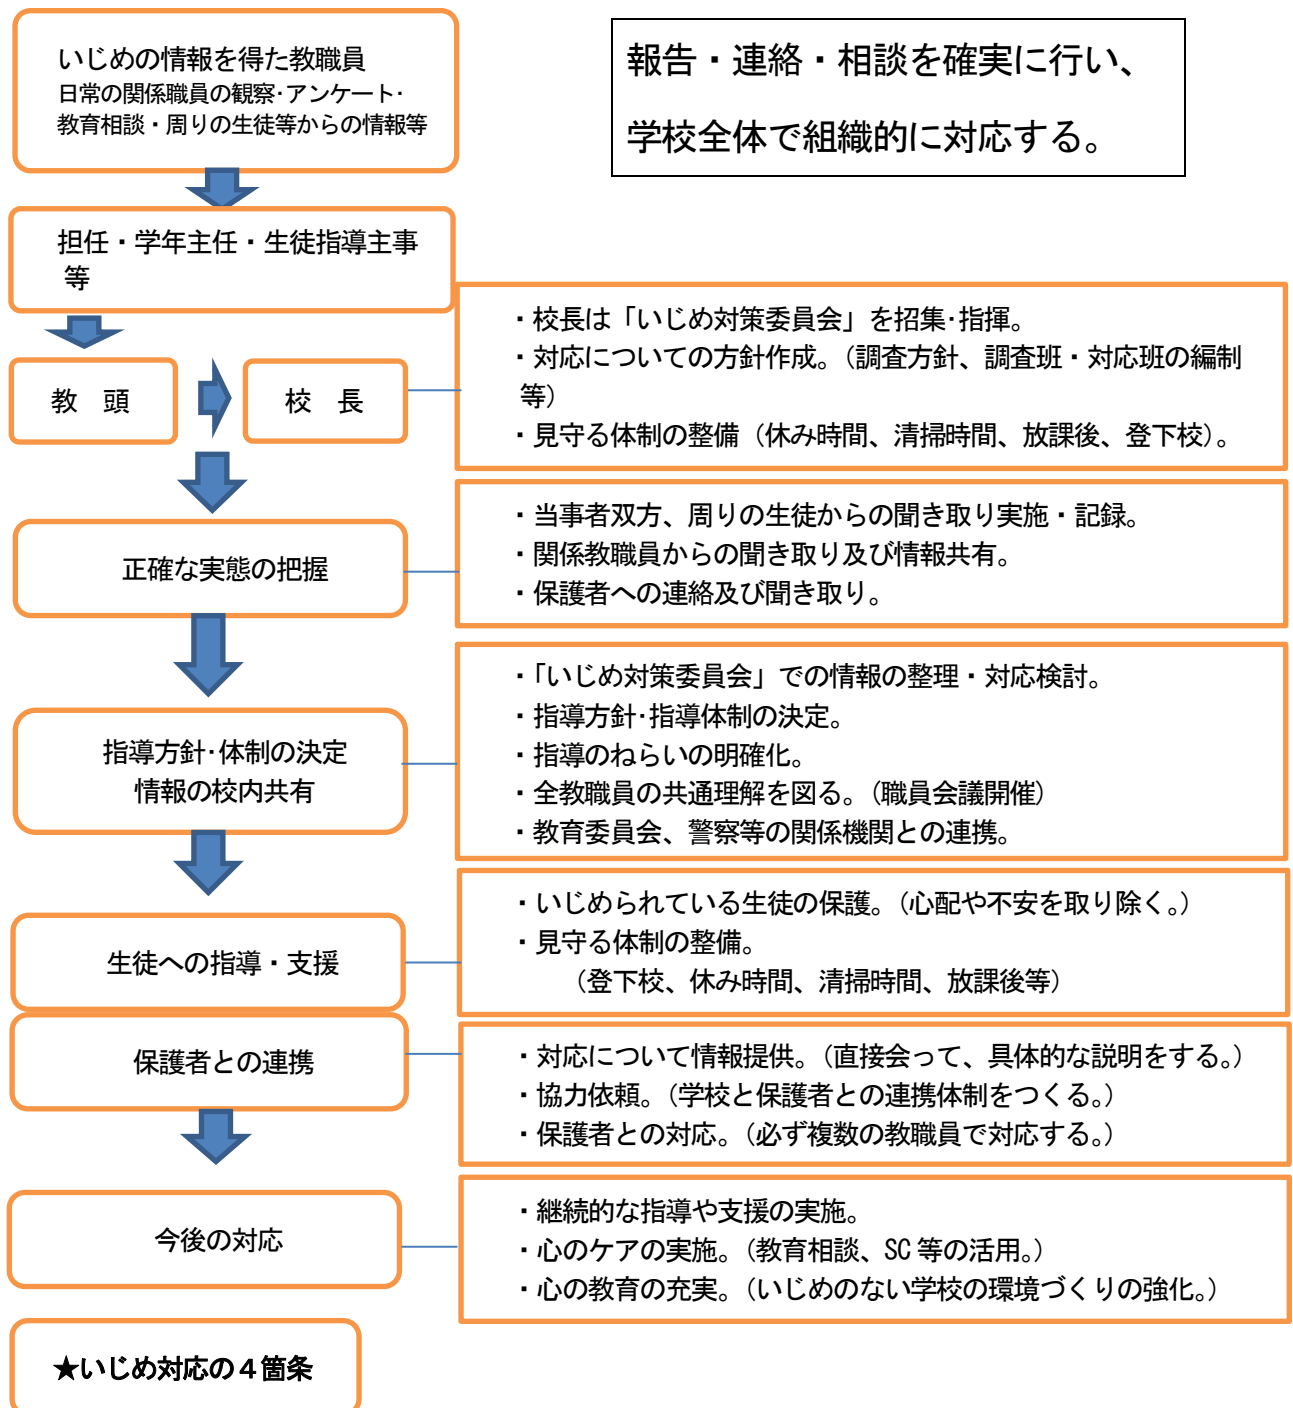 いじめの情報を得た教職員
日常の関係職員の観察・アンケート・
教育相談・周りの生徒等からの情報等
報告・連絡・相談を確実に行い、
学校全体で組織的に対応する。
担任・学年主任・生徒指導主事
等
教　頭
校　長
・校長は「いじめ対策委員会」を招集・指揮。
・対応についての方針作成。（調査方針、調査班・対応班の編制
等）
・見守る体制の整備（休み時間、清掃時間、放課後、登下校）。
正確な実態の把握
・当事者双方、周りの生徒からの聞き取り実施・記録。
・関係教職員からの聞き取り及び情報共有。
・保護者への連絡及び聞き取り。
指導方針・体制の決定
情報の校内共有
・「いじめ対策委員会」での情報の整理・対応検討。
・指導方針・指導体制の決定。
・指導のねらいの明確化。
・全教職員の共通理解を図る。（職員会議開催）
・教育委員会、警察等の関係機関との連携。
生徒への指導・支援
・いじめられている生徒の保護。（心配や不安を取り除く。）
・見守る体制の整備。
（登下校、休み時間、清掃時間、放課後等）
保護者との連携
・対応について情報提供。（直接会って、具体的な説明をする。）
・協力依頼。（学校と保護者との連携体制をつくる。）
・保護者との対応。（必ず複数の教職員で対応する。）
今後の対応
・継続的な指導や支援の実施。
・心のケアの実施。（教育相談、SC 等の活用。）
・心の教育の充実。（いじめのない学校の環境づくりの強化。）
★いじめ対応の４箇条